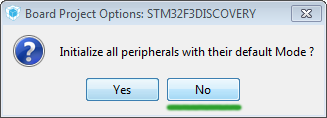 Board Project Options: STM32F3DISCOVERY
Initialize all peripherals with their default Mode ?
Yes No